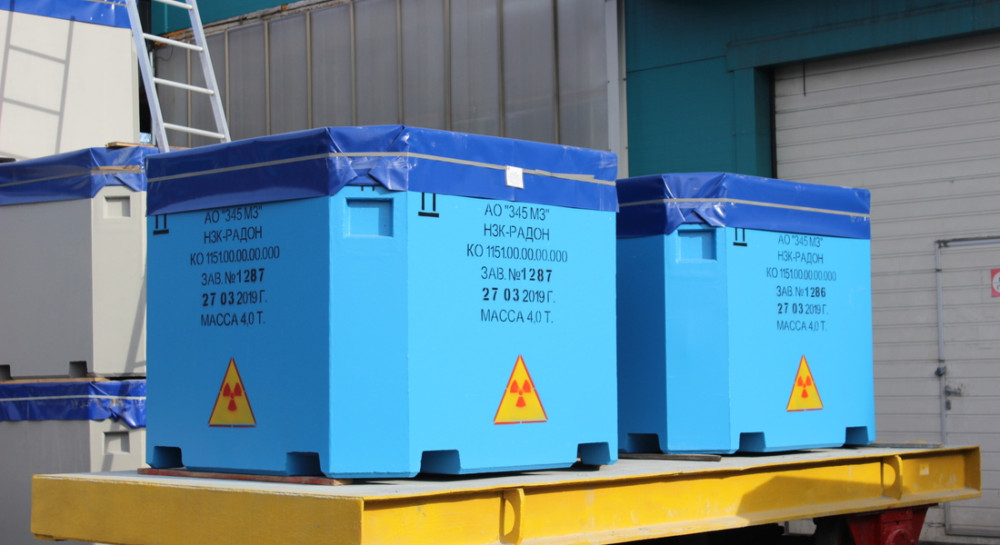 АО "345 МЗ"
НЗК-РАДОН
КО 1151.00.00.00.000
ЗАВ. №1287
27 03 2019 Г.
МАССА 4,0 Т.
АО "345 МЗ"
НЗК-РАДОН
КО 1151.00.00.00.000
ЗАВ. №1287
27 03 2019 Г.
МАССА 4,0 Т.
АО "345 МЗ"
НЗК-РАДОН
КО 1151.00.00.00.000
ЗАВ. №1286
27 03 2019 Г.
МАССА 4,0 Т.